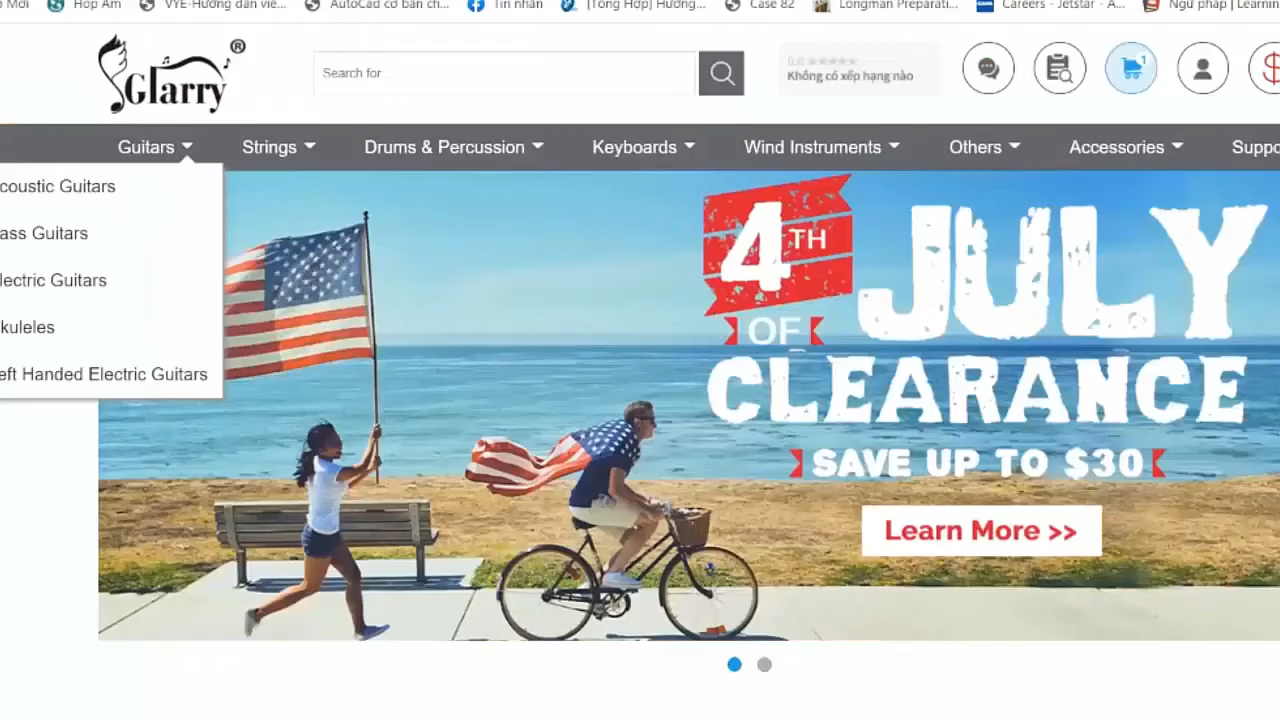 Mới
Hợp Âm
VYE-Hướng dẫn viê...
AutoCad cơ bản ch...
Tin nhắn
[Tổng Hợp] Hướng...
Case 82
Longman Preparati...
Careers - Jetstar - A...
Ngữ pháp | Learnin
Glarry ®
Search for
0.0 ★★★★★
Không có xếp hạng nào
1
$
Guitars
Strings
Drums & Percussion
Keyboards
Wind Instruments
Others
Accessories
Suppo
coustic Guitars
ass Guitars
lectric Guitars
kuleles
eft Handed Electric Guitars
4TH
OF
JULY
CLEARANCE
SAVE UP TO $30
Learn More >>